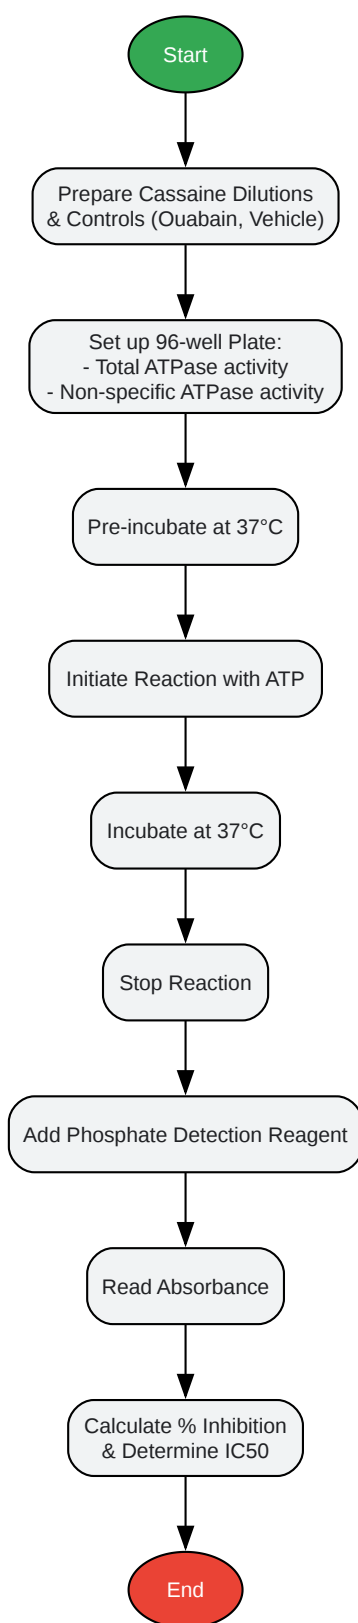 Start
Prepare Cassaine Dilutions
& Controls (Ouabain, Vehicle)
Set up 96-well Plate:
- Total ATPase activity
- Non-specific ATPase activity
Pre-incubate at 37°C
Initiate Reaction with ATP
Incubate at 37°C
Stop Reaction
Add Phosphate Detection Reagent
Read Absorbance
Calculate % Inhibition
& Determine IC50
End